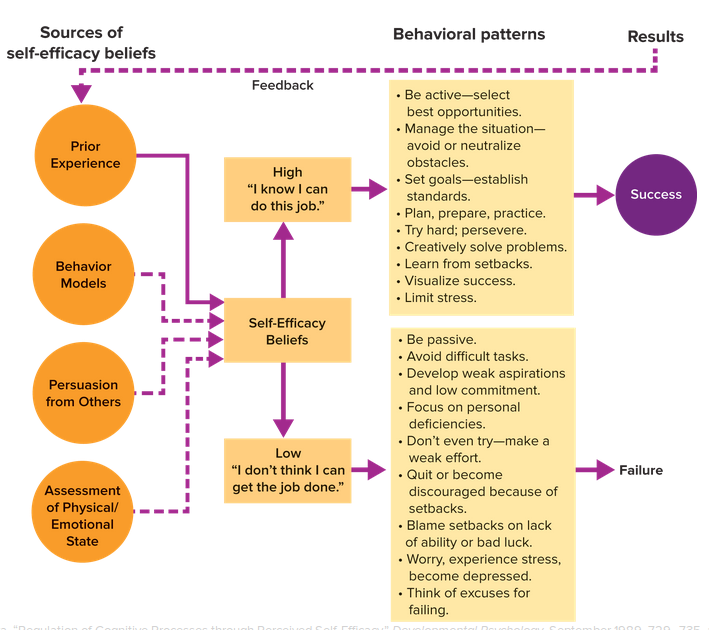 Sources of
self-efficacy beliefs
Behavioral patterns
Results
Feedback
Prior
Experience
Behavior
Models
Persuasion
from Others
Assessment
of Physical/
Emotional
State
High
“I know I can
do this job.”
Self-Efficacy
Beliefs
Low
“I don’t think I can
get the job done.”
• Be active—select
best opportunities.
• Manage the situation—
avoid or neutralize
obstacles.
• Set goals—establish
standards.
• Plan, prepare, practice.
• Try hard; persevere.
• Creatively solve problems.
• Learn from setbacks.
• Visualize success.
• Limit stress.
Success
• Be passive.
• Avoid difficult tasks.
• Develop weak aspirations
and low commitment.
• Focus on personal
deficiencies.
• Don’t even try—make a
weak effort.
• Quit or become
discouraged because of
setbacks.
• Blame setbacks on lack
of ability or bad luck.
• Worry, experience stress,
become depressed.
• Think of excuses for
failing.
Failure
“Regulation of Cognitive Processes through Perceived Self-Efficacy,” Developmental Psychology, September 1989, 729–735,